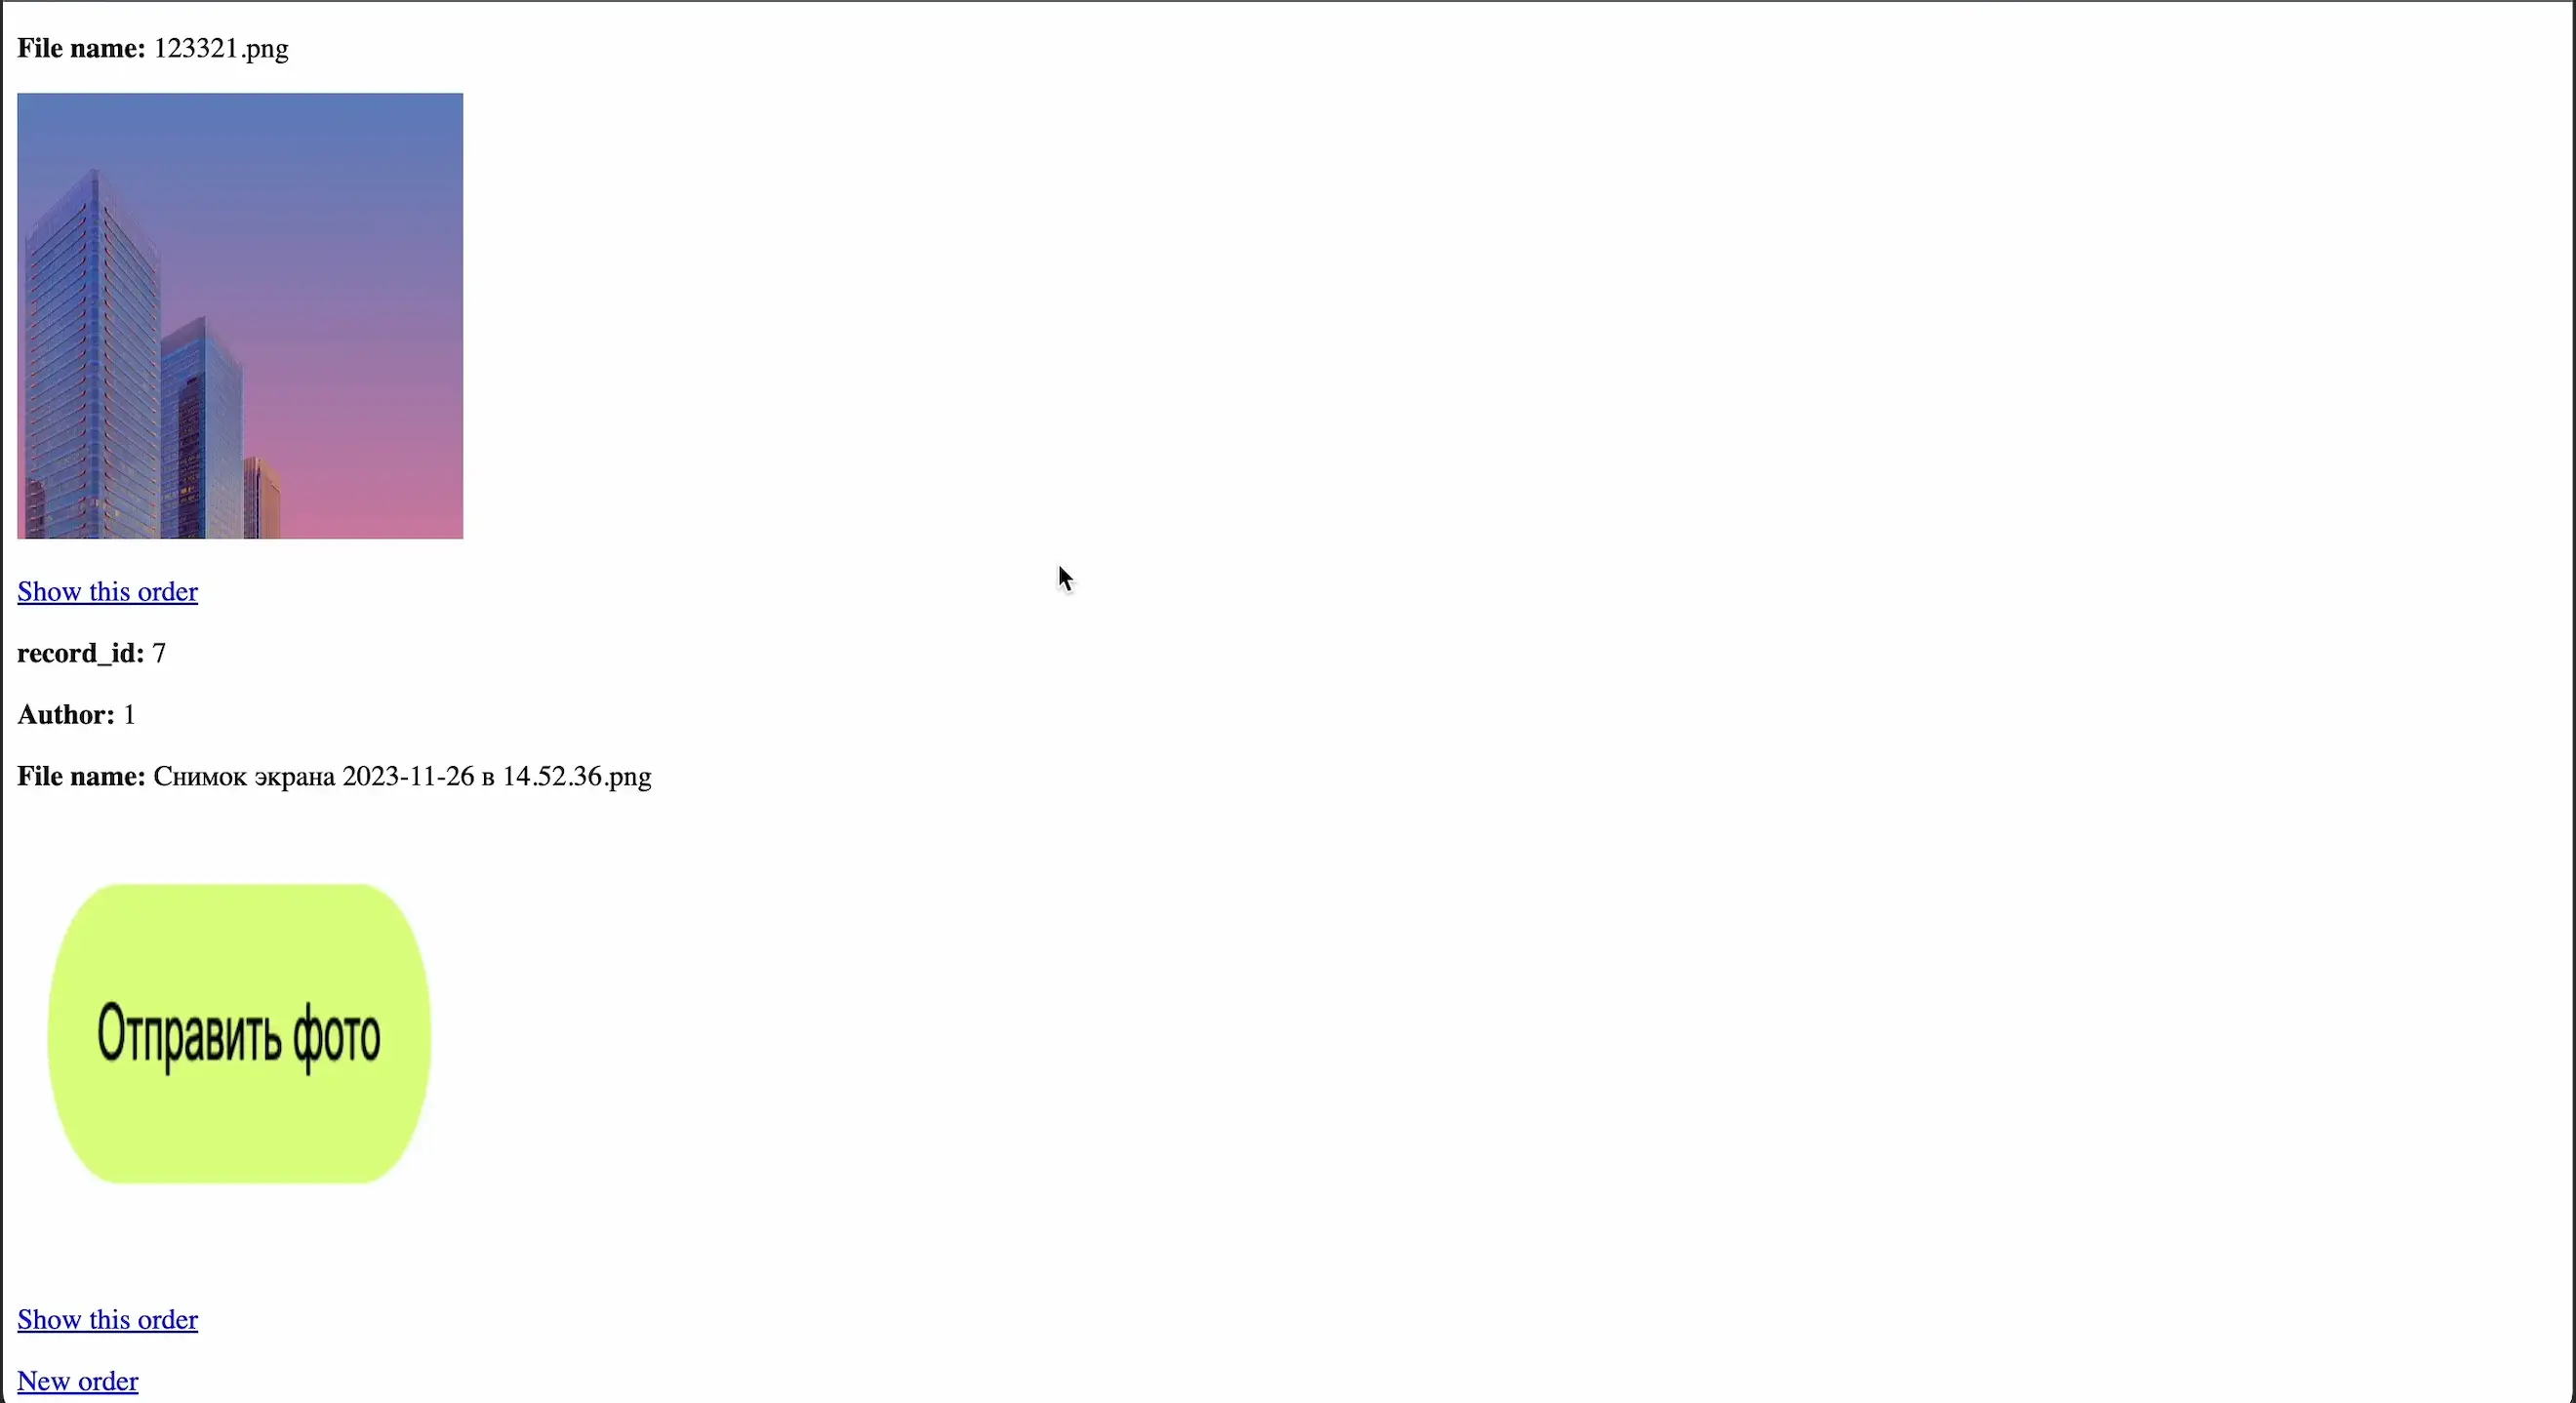 File name: 123321.png
Show this order
record_id: 7
Author: 1
File name: Снимок экрана 2023-11-26 в 14.52.36.png
Отправить фото
Show this order
New order